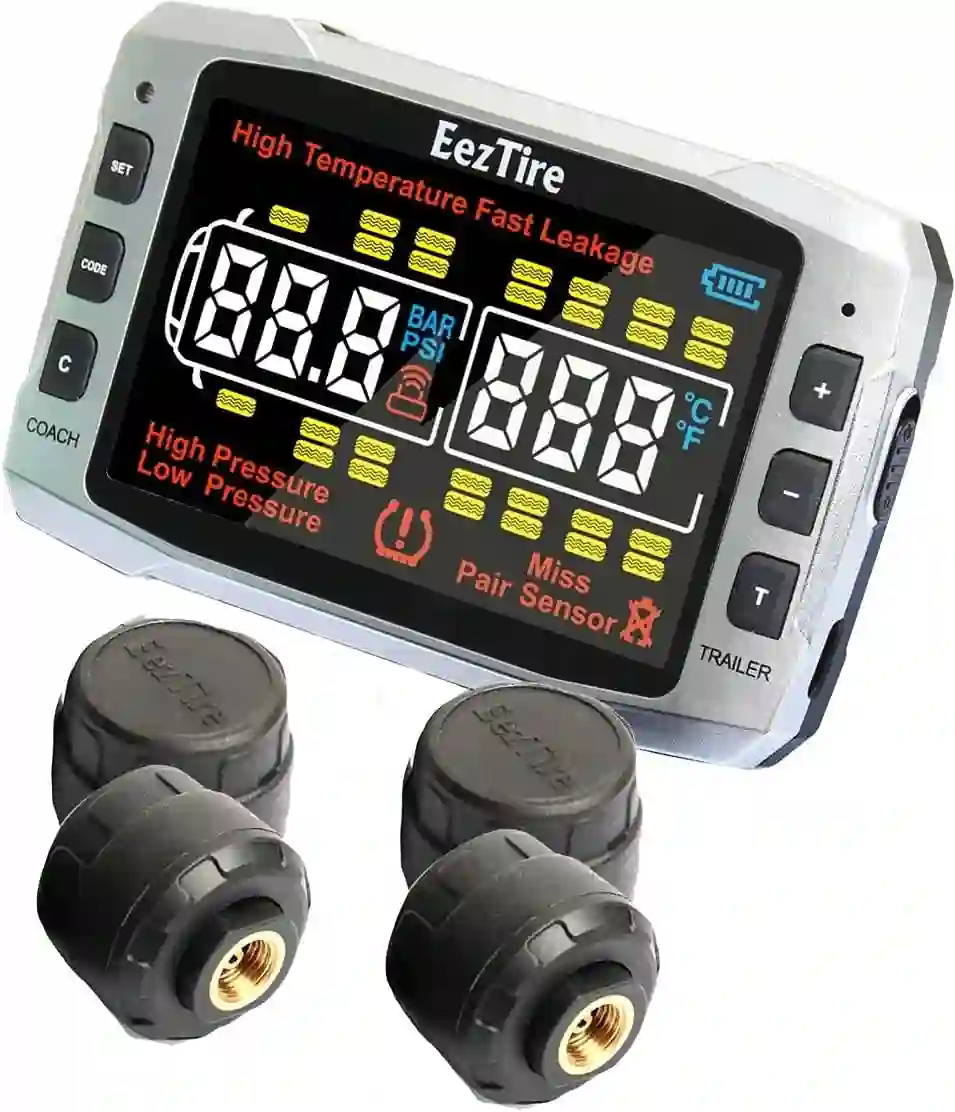 EezTire
High Temperature Fast Leakage
SET
CODE
C
COACH
88.8
BAR
PSI
888
°C
°F
+
-
T
TRAILER
High Pressure
Low Pressure
!
Miss
Pair Sensor
EezTire
EezTire